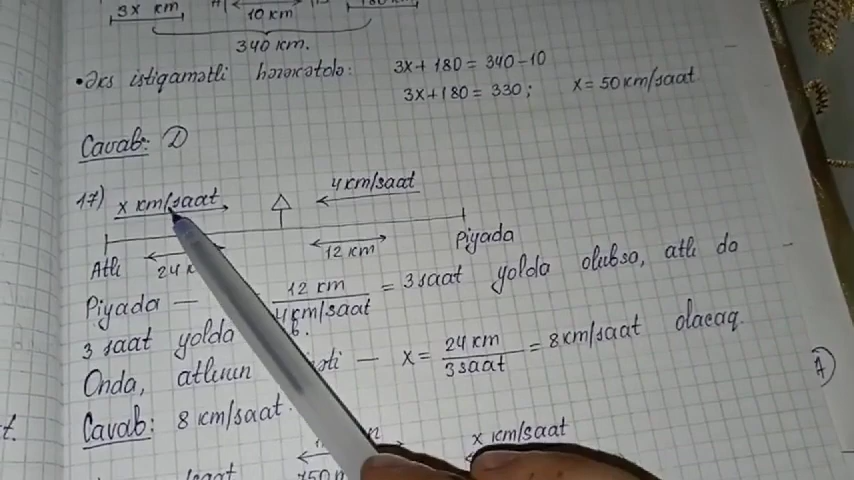 3x km 10 km
340 km.
• Əks istiqamətli hərəkətdə: 3x + 180 = 340 - 10
3x + 180 = 330; x = 50 km/saat
Cavab: D
17) x km/saat 4 km/saat
Atlı 24 12 km Piyada
Piyada — 12 km / 4 km/saat = 3 saat yolda olubsa, atlı də
3 saat yolda
Onda, atlının — x = 24 km / 3 saat = 8 km/saat olacaq.
A)
Cavab: 8 km/saat.
x km/saat